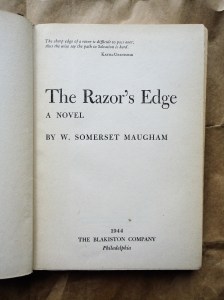 The sharp edge of a razor is difficult to pass over;
thus the wise say the path to Salvation is hard.
KATHA-UPANISHAD
The Razor's Edge
A NOVEL
BY W. SOMERSET MAUGHAM
1944
THE BLAKISTON COMPANY
Philadelphia